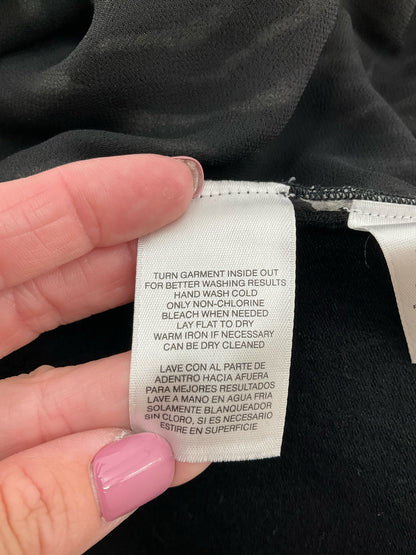 TURN GARMENT INSIDE OUT
FOR BETTER WASHING RESULTS
HAND WASH COLD
ONLY NON-CHLORINE
BLEACH WHEN NEEDED
LAY FLAT TO DRY
WARM IRON IF NECESSARY
CAN BE DRY CLEANED
LAVE CON AL PARTE DE
ADENTRO HACIA AFUERA
PARA MEJORES RESULTADOS
LAVE A MANO EN AGUA FRIA
SOLAMENTE BLANQUEADOR
SIN CLORO, SI ES NECESARIO
ESTIRE EN SUPERFICIE